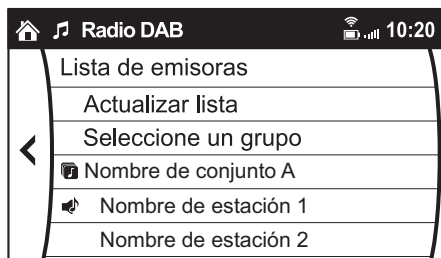 Radio DAB 10:20
Lista de emisoras
Actualizar lista
Seleccione un grupo
Nombre de conjunto A
Nombre de estación 1
Nombre de estación 2